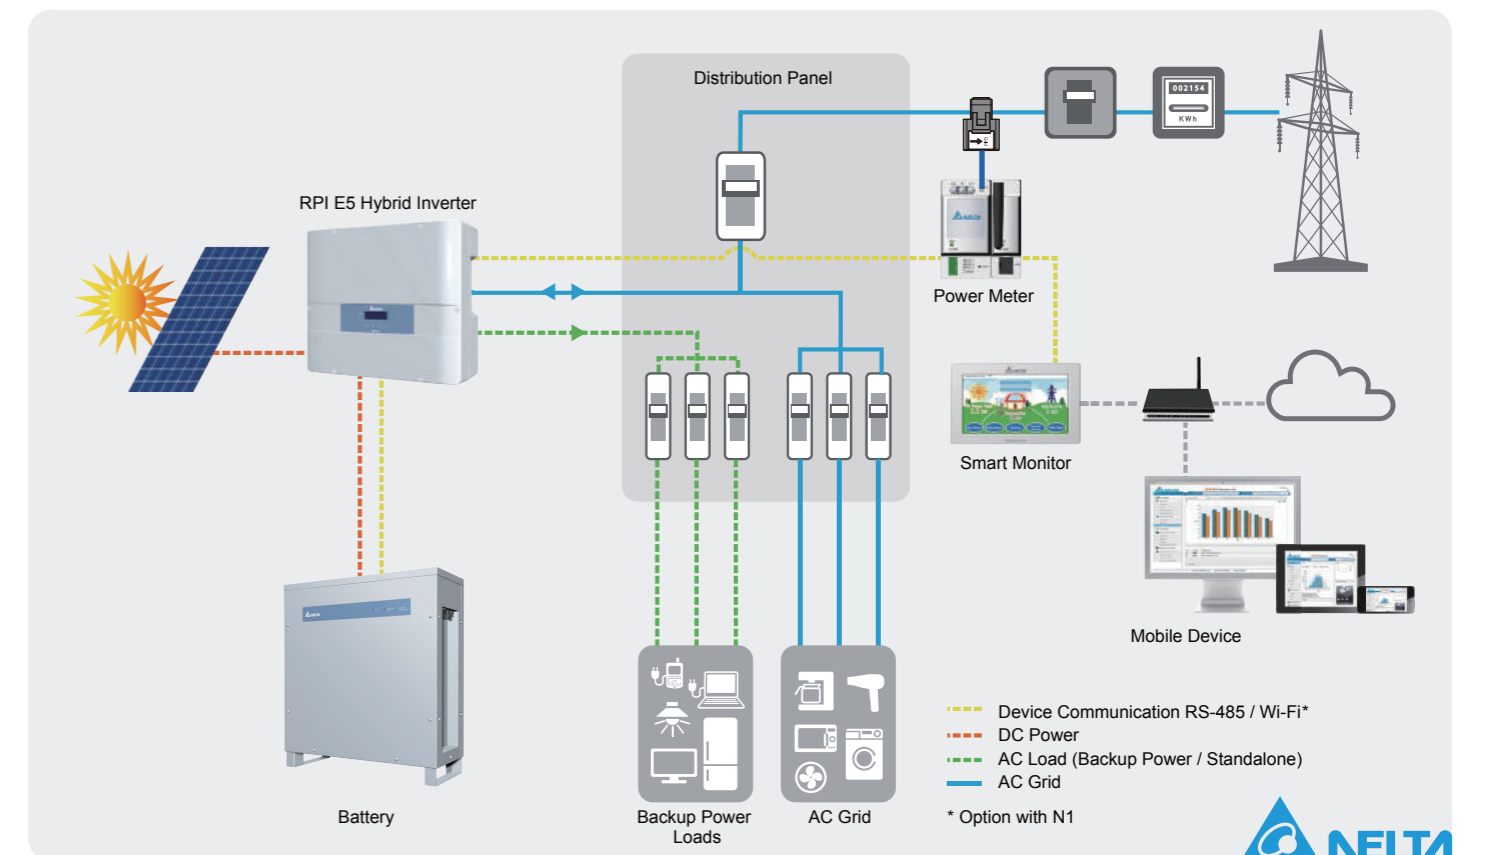 Distribution Panel
002154
KWh
RPI E5 Hybrid Inverter
DELTA
Power Meter
Smart Monitor
Mobile Device
Device Communication RS-485 / Wi-Fi*
DC Power
AC Load (Backup Power / Standalone)
AC Grid
Battery
Backup Power
Loads
AC Grid
* Option with N1
NELTA